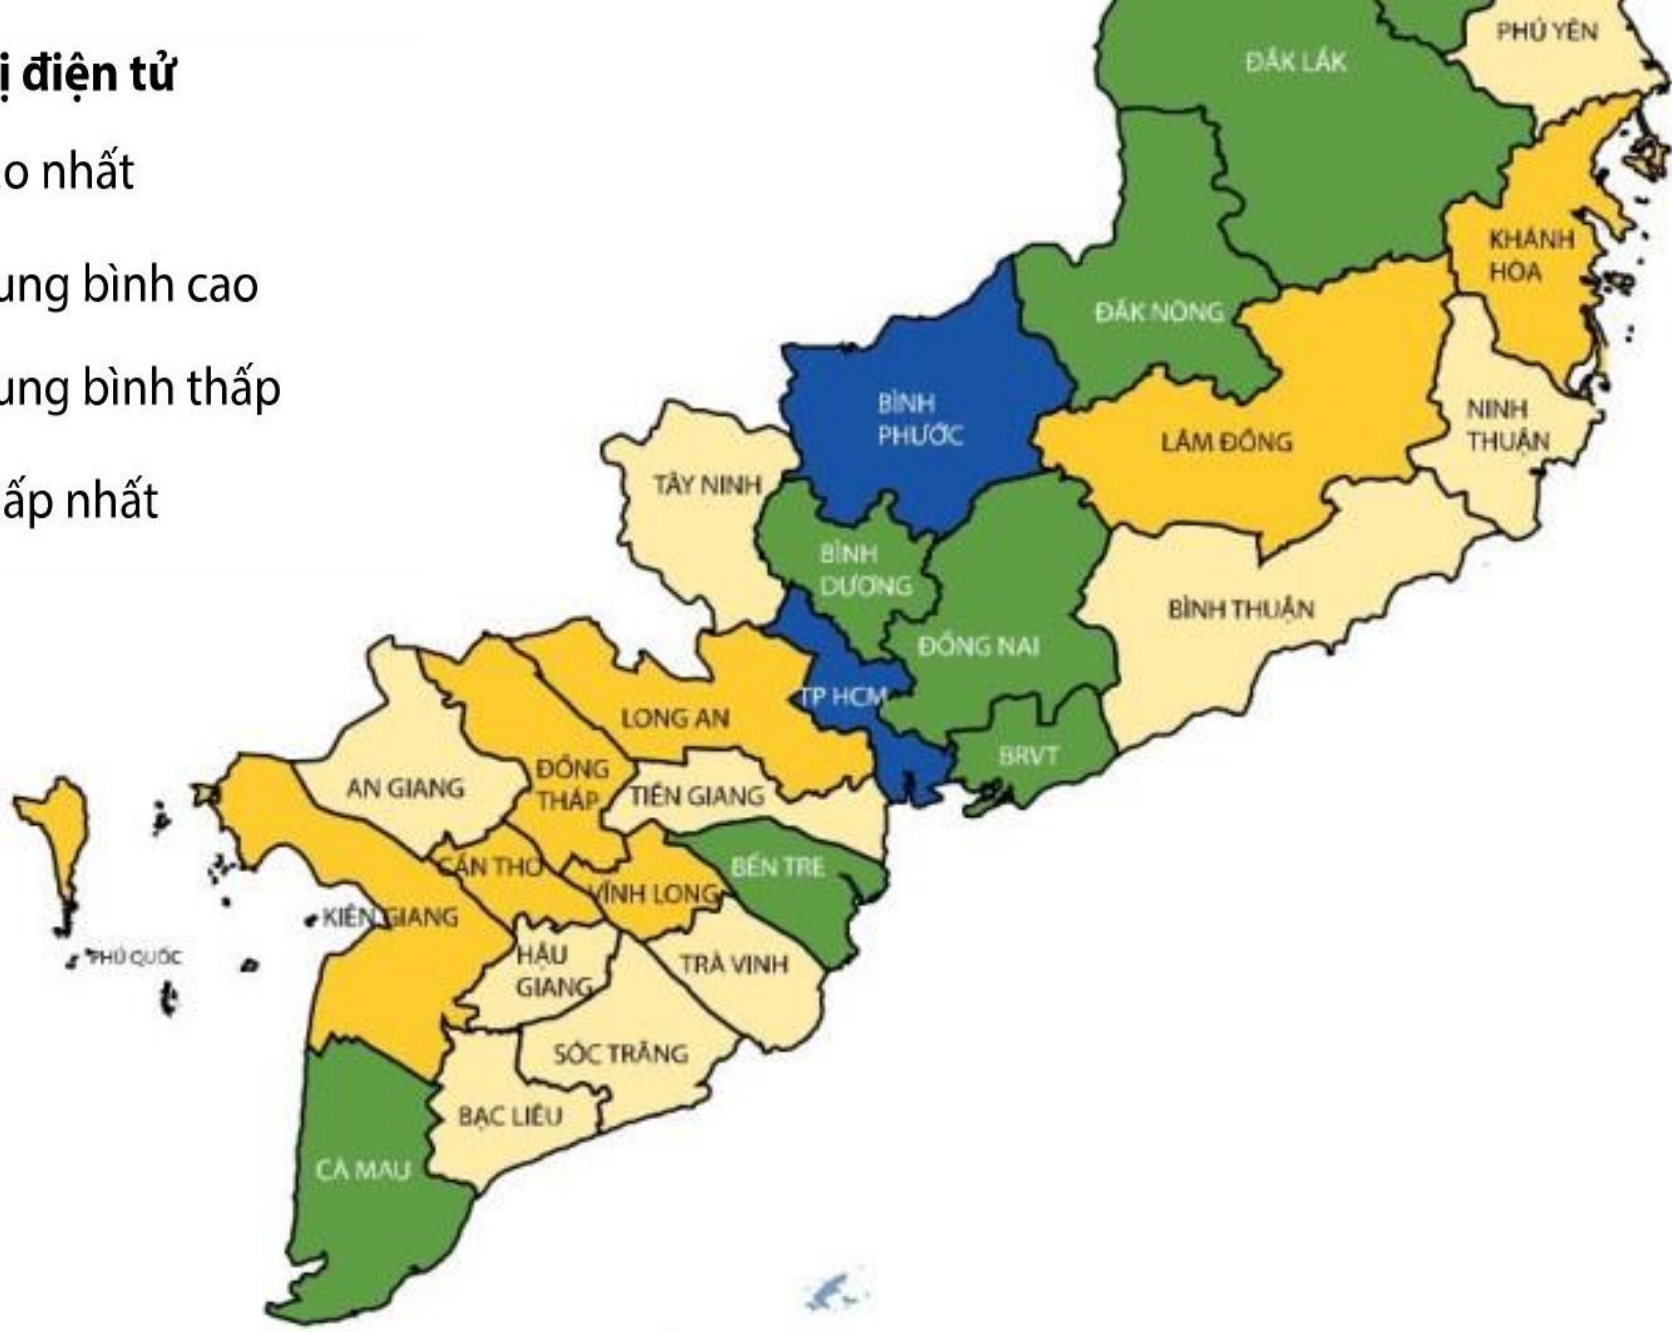 ị điện tử
o nhất
ung bình cao
ung bình thấp
ấp nhất
PHÚ YÊN
ĐẮK LẮK
KHÁNH
HÒA
ĐĂK NÔNG
BÌNH
PHƯỚC
NINH
THUẬN
LÂM ĐỒNG
TÂY NINH
BÌNH
DƯƠNG
BÌNH THUẬN
ĐỒNG NAI
TP HCM
LONG AN
BRVT
ĐỒNG
THÁP
AN GIANG
TIỀN GIANG
BẾN TRE
CẦN THƠ
VĨNH LONG
KIÊN GIANG
PHÚ QUỐC
HẬU
GIANG
TRÀ VINH
SÓC TRĂNG
BẠC LIÊU
CÀ MAU